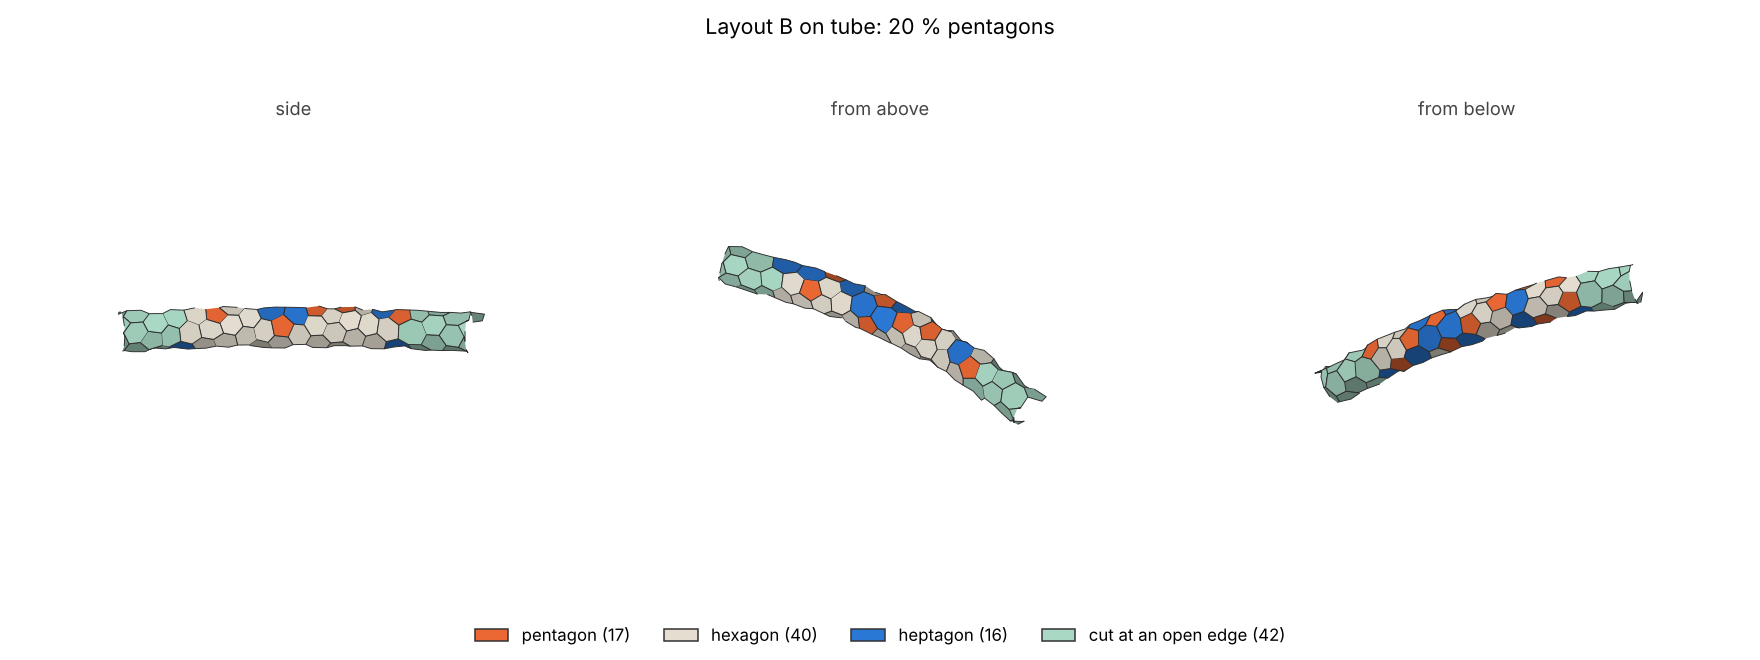 Layout B on tube: 20 % pentagons
side
from above
from below
pentagon (17)
hexagon (40)
heptagon (16)
cut at an open edge (42)